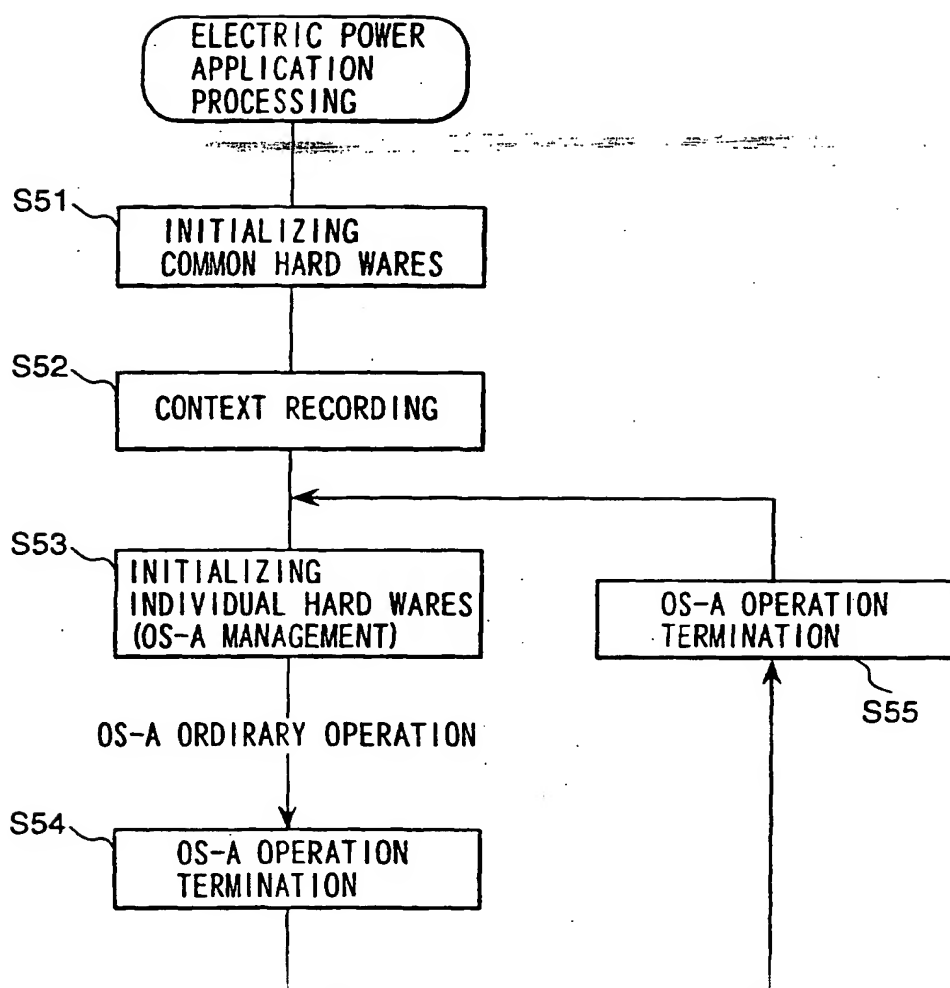 ELECTRIC POWER
APPLICATION
PROCESSING
S51
INITIALIZING
COMMON HARD WARES
S52
CONTEXT RECORDING
S53
INITIALIZING
INDIVIDUAL HARD WARES
(OS-A MANAGEMENT)
OS-A OPERATION
TERMINATION
S55
OS-A ORDIRARY OPERATION
S54
OS-A OPERATION
TERMINATION